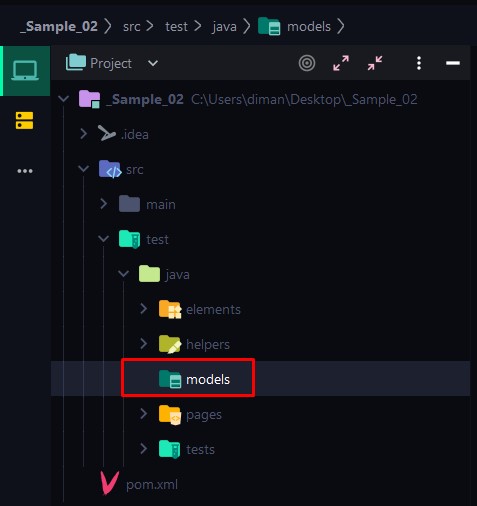 _Sample_02 src test java models
Project
_Sample_02 C:\Users\diman\Desktop\_Sample_02
.idea
src
main
test
java
elements
helpers
models
pages
tests
pom.xml